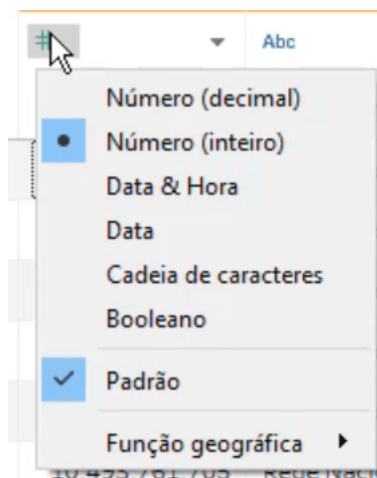 # Abc
Número (decimal)
Número (inteiro)
Data & Hora
Data
Cadeia de caracteres
Booleano
Padrão
Função geográfica